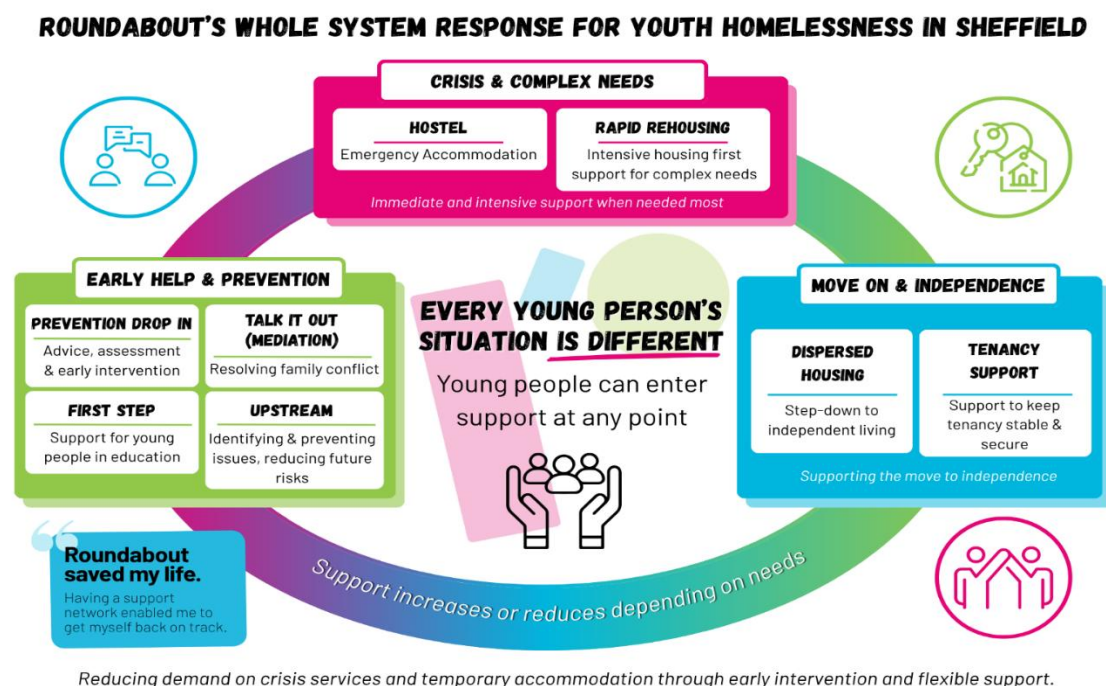 ROUNDABOUT'S WHOLE SYSTEM RESPONSE FOR YOUTH HOMELESSNESS IN SHEFFIELD
CRISIS & COMPLEX NEEDS
HOSTEL
Emergency Accommodation
RAPID REHOUSING
Intensive housing first
support for complex needs
Immediate and intensive support when needed most
EARLY HELP & PREVENTION
PREVENTION DROP IN
Advice, assessment
& early intervention
TALK IT OUT
(MEDIATION)
Resolving family conflict
FIRST STEP
Support for young
people in education
UPSTREAM
Identifying & preventing
issues, reducing future
risks
EVERY YOUNG PERSON'S
SITUATION IS DIFFERENT
Young people can enter
support at any point
MOVE ON & INDEPENDENCE
DISPERSED
HOUSING
Step-down to
independent living
TENANCY
SUPPORT
Support to keep
tenancy stable &
secure
Supporting the move to independence
“
Roundabout
saved my life.
Having a support
network enabled me to
get myself back on track.
Support increases or reduces depending on needs
Reducing demand on crisis services and temporary accommodation through early intervention and flexible support.